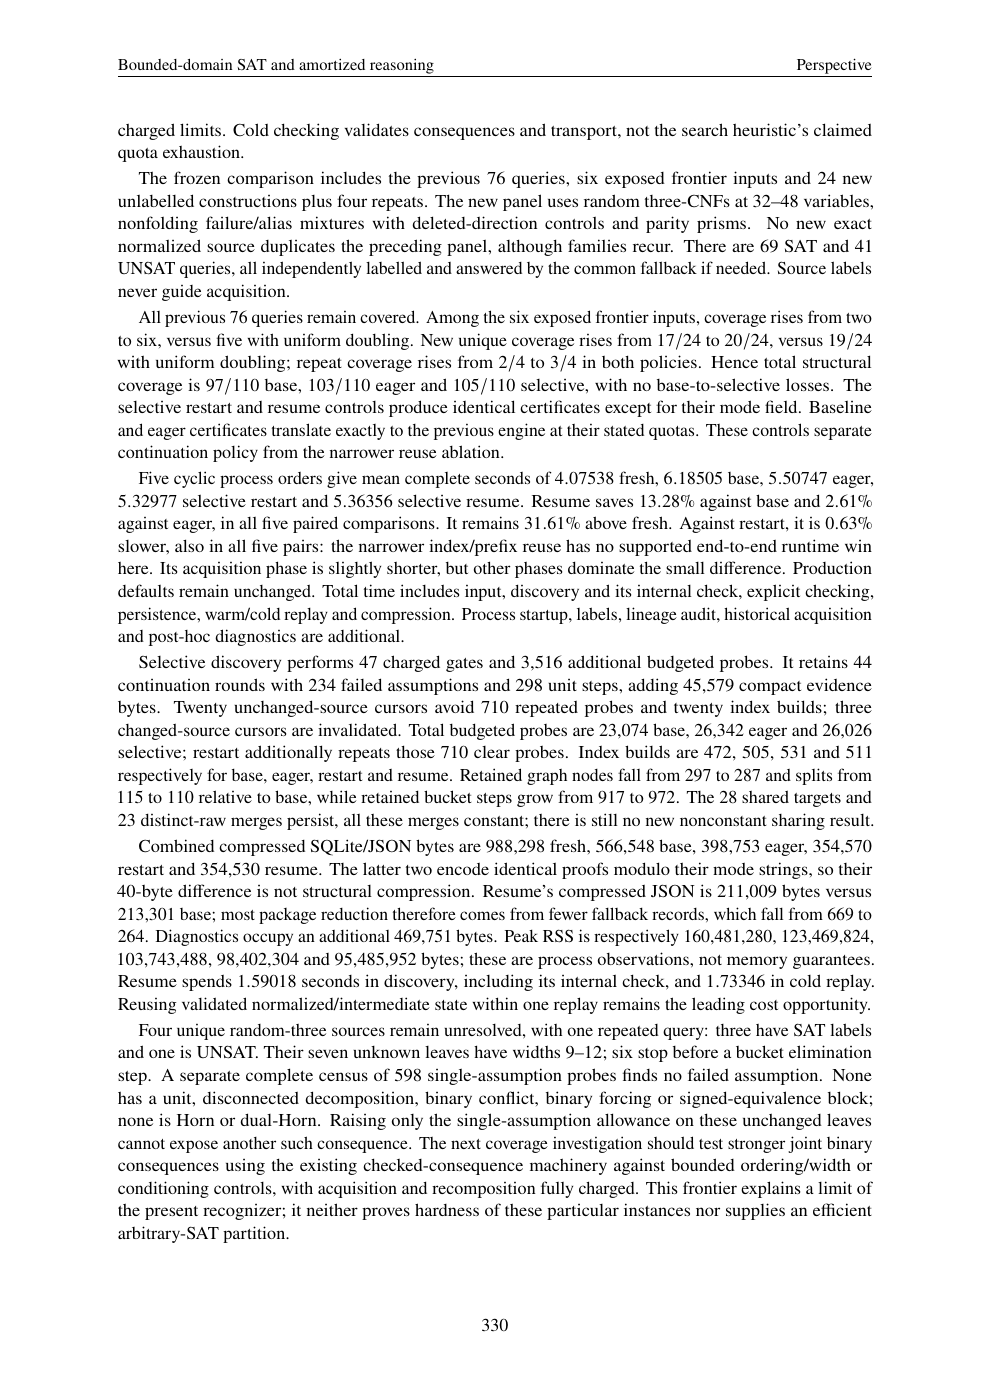 Bounded-domain SAT and amortized reasoning Perspective
charged limits. Cold checking validates consequences and transport, not the search heuristic's claimed
quota exhaustion.
The frozen comparison includes the previous 76 queries, six exposed frontier inputs and 24 new
unlabelled constructions plus four repeats. The new panel uses random three-CNFs at 32–48 variables,
nonfolding failure/alias mixtures with deleted-direction controls and parity prisms. No new exact
normalized source duplicates the preceding panel, although families recur. There are 69 SAT and 41
UNSAT queries, all independently labelled and answered by the common fallback if needed. Source labels
never guide acquisition.
All previous 76 queries remain covered. Among the six exposed frontier inputs, coverage rises from two
to six, versus five with uniform doubling. New unique coverage rises from 17/24 to 20/24, versus 19/24
with uniform doubling; repeat coverage rises from 2/4 to 3/4 in both policies. Hence total structural
coverage is 97/110 base, 103/110 eager and 105/110 selective, with no base-to-selective losses. The
selective restart and resume controls produce identical certificates except for their mode field. Baseline
and eager certificates translate exactly to the previous engine at their stated quotas. These controls separate
continuation policy from the narrower reuse ablation.
Five cyclic process orders give mean complete seconds of 4.07538 fresh, 6.18505 base, 5.50747 eager,
5.32977 selective restart and 5.36356 selective resume. Resume saves 13.28% against base and 2.61%
against eager, in all five paired comparisons. It remains 31.61% above fresh. Against restart, it is 0.63%
slower, also in all five pairs: the narrower index/prefix reuse has no supported end-to-end runtime win
here. Its acquisition phase is slightly shorter, but other phases dominate the small difference. Production
defaults remain unchanged. Total time includes input, discovery and its internal check, explicit checking,
persistence, warm/cold replay and compression. Process startup, labels, lineage audit, historical acquisition
and post-hoc diagnostics are additional.
Selective discovery performs 47 charged gates and 3,516 additional budgeted probes. It retains 44
continuation rounds with 234 failed assumptions and 298 unit steps, adding 45,579 compact evidence
bytes. Twenty unchanged-source cursors avoid 710 repeated probes and twenty index builds; three
changed-source cursors are invalidated. Total budgeted probes are 23,074 base, 26,342 eager and 26,026
selective; restart additionally repeats those 710 clear probes. Index builds are 472, 505, 531 and 511
respectively for base, eager, restart and resume. Retained graph nodes fall from 297 to 287 and splits from
115 to 110 relative to base, while retained bucket steps grow from 917 to 972. The 28 shared targets and
23 distinct-raw merges persist, all these merges constant; there is still no new nonconstant sharing result.
Combined compressed SQLite/JSON bytes are 988,298 fresh, 566,548 base, 398,753 eager, 354,570
restart and 354,530 resume. The latter two encode identical proofs modulo their mode strings, so their
40-byte difference is not structural compression. Resume's compressed JSON is 211,009 bytes versus
213,301 base; most package reduction therefore comes from fewer fallback records, which fall from 669 to
264. Diagnostics occupy an additional 469,751 bytes. Peak RSS is respectively 160,481,280, 123,469,824,
103,743,488, 98,402,304 and 95,485,952 bytes; these are process observations, not memory guarantees.
Resume spends 1.59018 seconds in discovery, including its internal check, and 1.73346 in cold replay.
Reusing validated normalized/intermediate state within one replay remains the leading cost opportunity.
Four unique random-three sources remain unresolved, with one repeated query: three have SAT labels
and one is UNSAT. Their seven unknown leaves have widths 9–12; six stop before a bucket elimination
step. A separate complete census of 598 single-assumption probes finds no failed assumption. None
has a unit, disconnected decomposition, binary conflict, binary forcing or signed-equivalence block;
none is Horn or dual-Horn. Raising only the single-assumption allowance on these unchanged leaves
cannot expose another such consequence. The next coverage investigation should test stronger joint binary
consequences using the existing checked-consequence machinery against bounded ordering/width or
conditioning controls, with acquisition and recomposition fully charged. This frontier explains a limit of
the present recognizer; it neither proves hardness of these particular instances nor supplies an efficient
arbitrary-SAT partition.
330